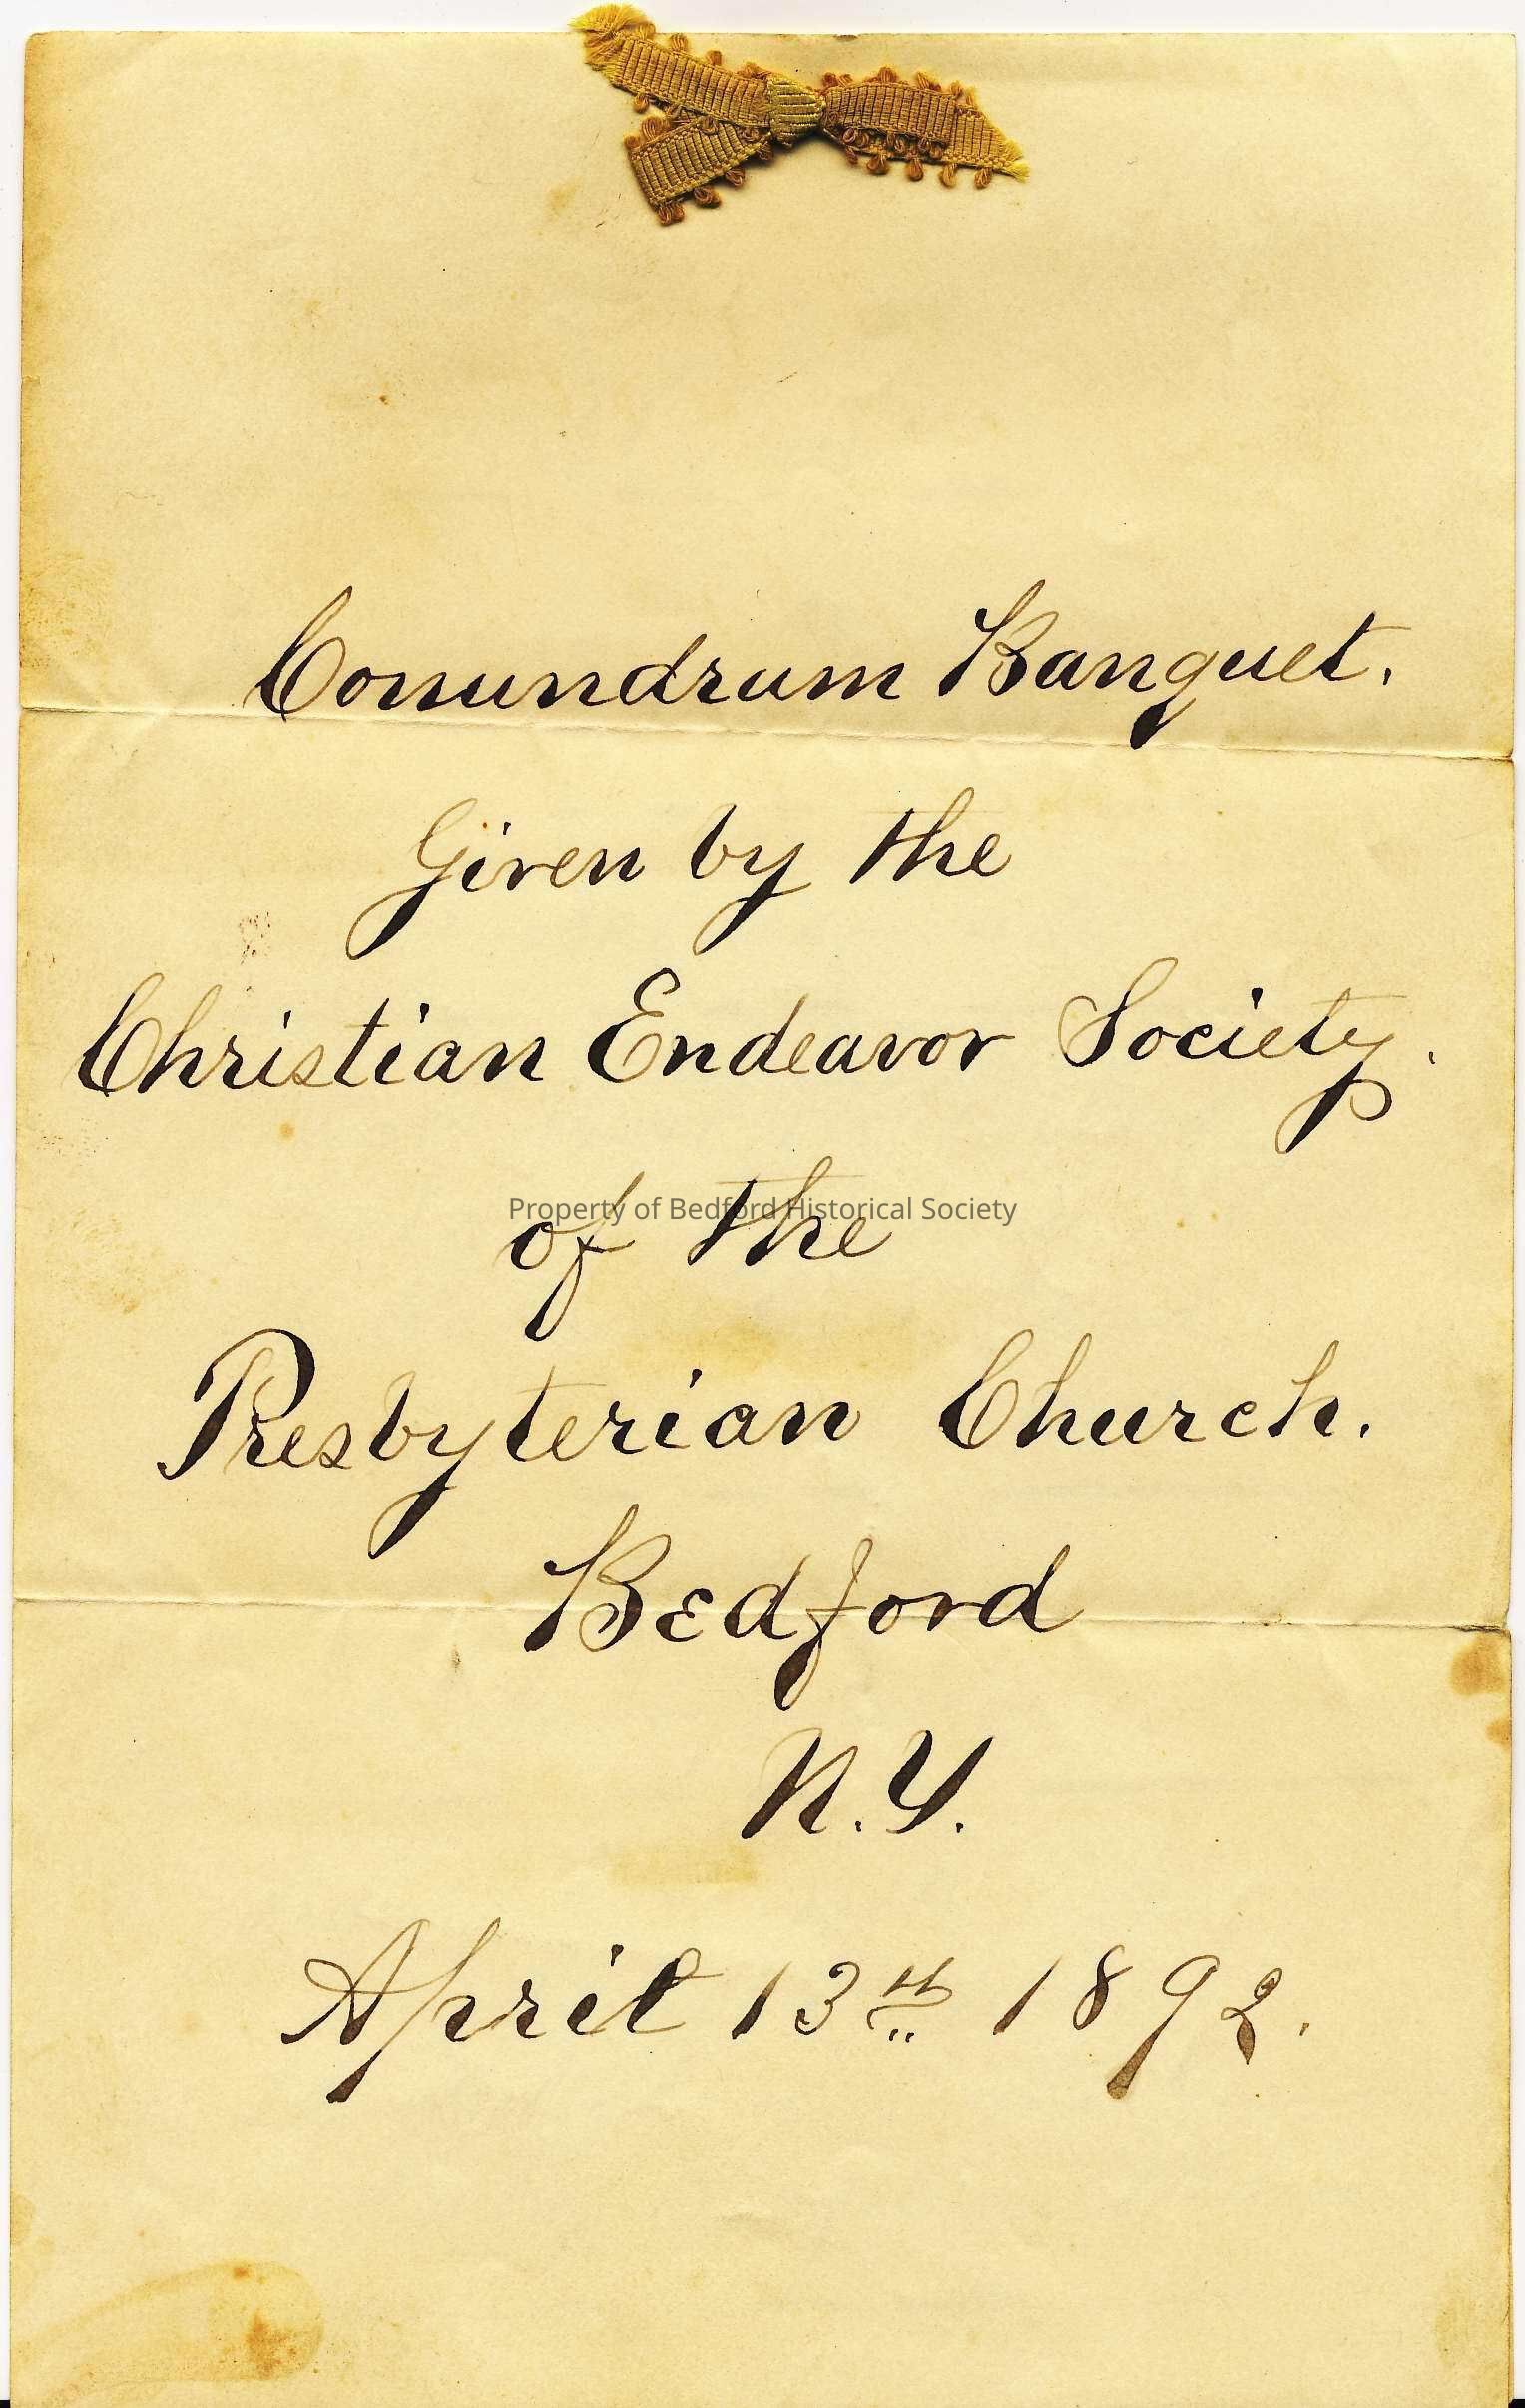 Conundrum Banquet.
Given by the
Christian Endeavor Society.
Property of Bedford Historical Society
of the
Presbyterian Church.
Bedford
N.Y.
April 13th 1892.